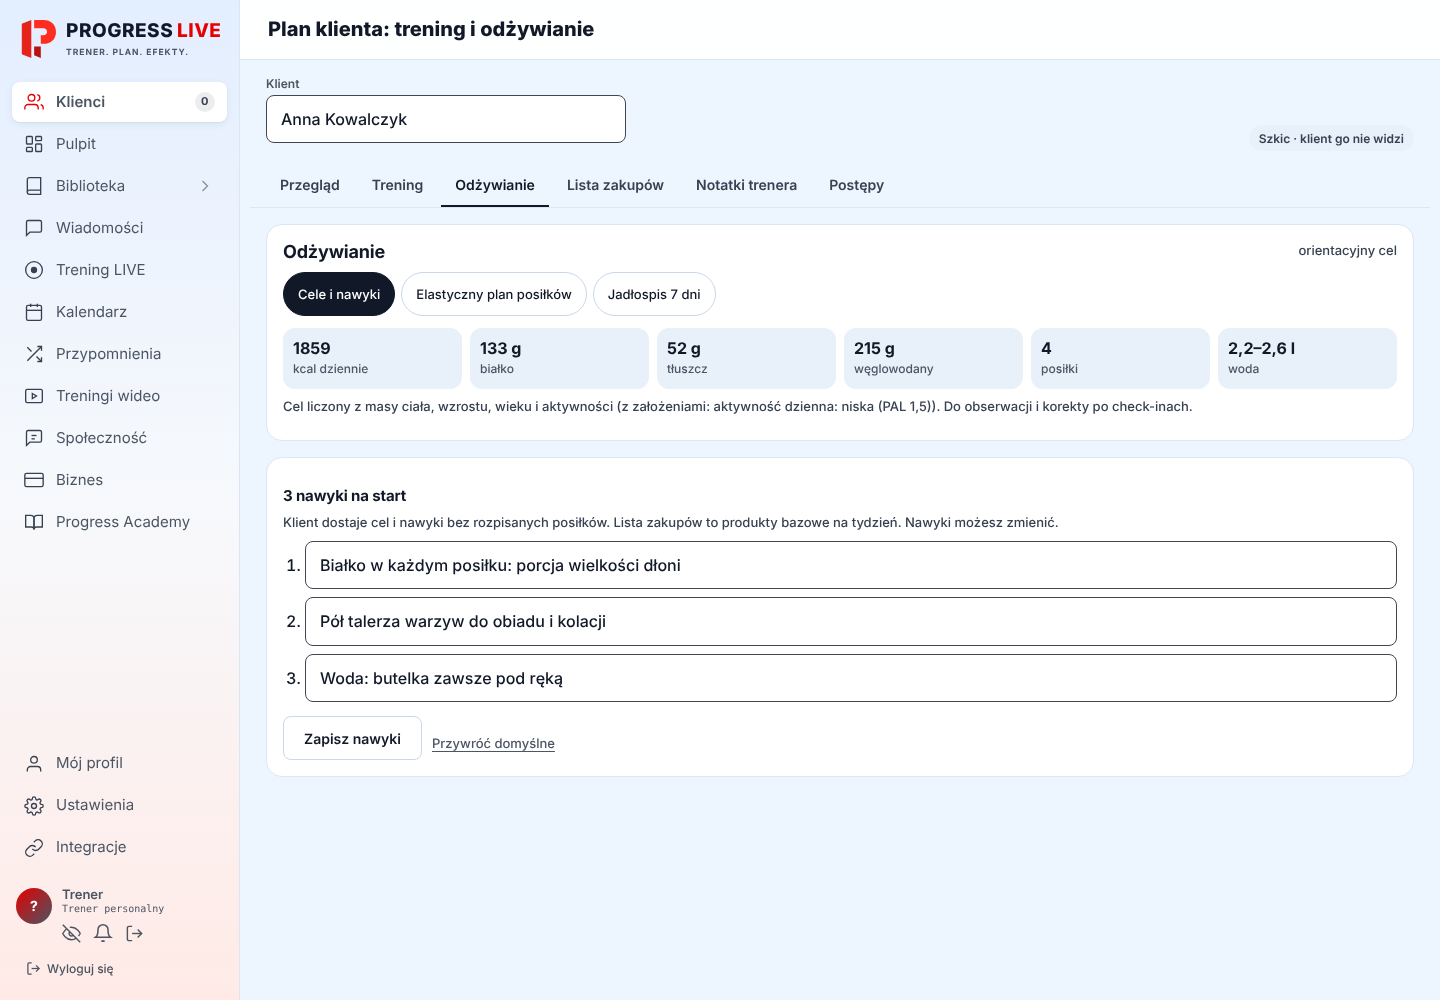 PROGRESS LIVE
TRENER. PLAN. EFEKTY.
Klienci 0
Pulpit
Biblioteka
Wiadomości
Trening LIVE
Kalendarz
Przypomnienia
Treningi wideo
Społeczność
Biznes
Progress Academy
Mój profil
Ustawienia
Integracje
?
Trener
Trener personalny
Wyloguj się
Plan klienta: trening i odżywianie
Klient
Anna Kowalczyk
Szkic · klient go nie widzi
Przegląd Trening Odżywianie Lista zakupów Notatki trenera Postępy
Odżywianie
orientacyjny cel
Cele i nawyki Elastyczny plan posiłków Jadłospis 7 dni
1859
kcal dziennie
133 g
białko
52 g
tłuszcz
215 g
węglowodany
4
posiłki
2,2–2,6 l
woda
Cel liczony z masy ciała, wzrostu, wieku i aktywności (z założeniami: aktywność dzienna: niska (PAL 1,5)). Do obserwacji i korekty po check-inach.
3 nawyki na start
Klient dostaje cel i nawyki bez rozpisanych posiłków. Lista zakupów to produkty bazowe na tydzień. Nawyki możesz zmienić.
1. Białko w każdym posiłku: porcja wielkości dłoni
2. Pół talerza warzyw do obiadu i kolacji
3. Woda: butelka zawsze pod ręką
Zapisz nawyki Przywróć domyślne